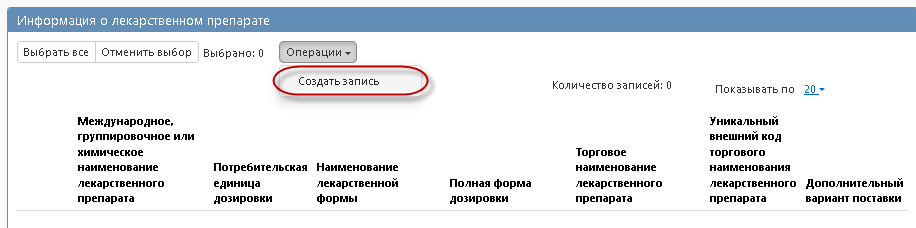 Информация о лекарственном препарате
Выбрать все Отменить выбор Выбрано: 0 Операции
Создать запись
Количество записей: 0 Показывать по 20
Международное,
группировочное или
химическое
наименование
лекарственного
препарата
Потребительская
единица
дозировки
Наименование
лекарственной
формы
Полная форма
дозировки
Торговое
наименование
лекарственного
препарата
Уникальный
внешний код
торгового
наименования
лекарственного
препарата
Дополнительный
вариант поставки